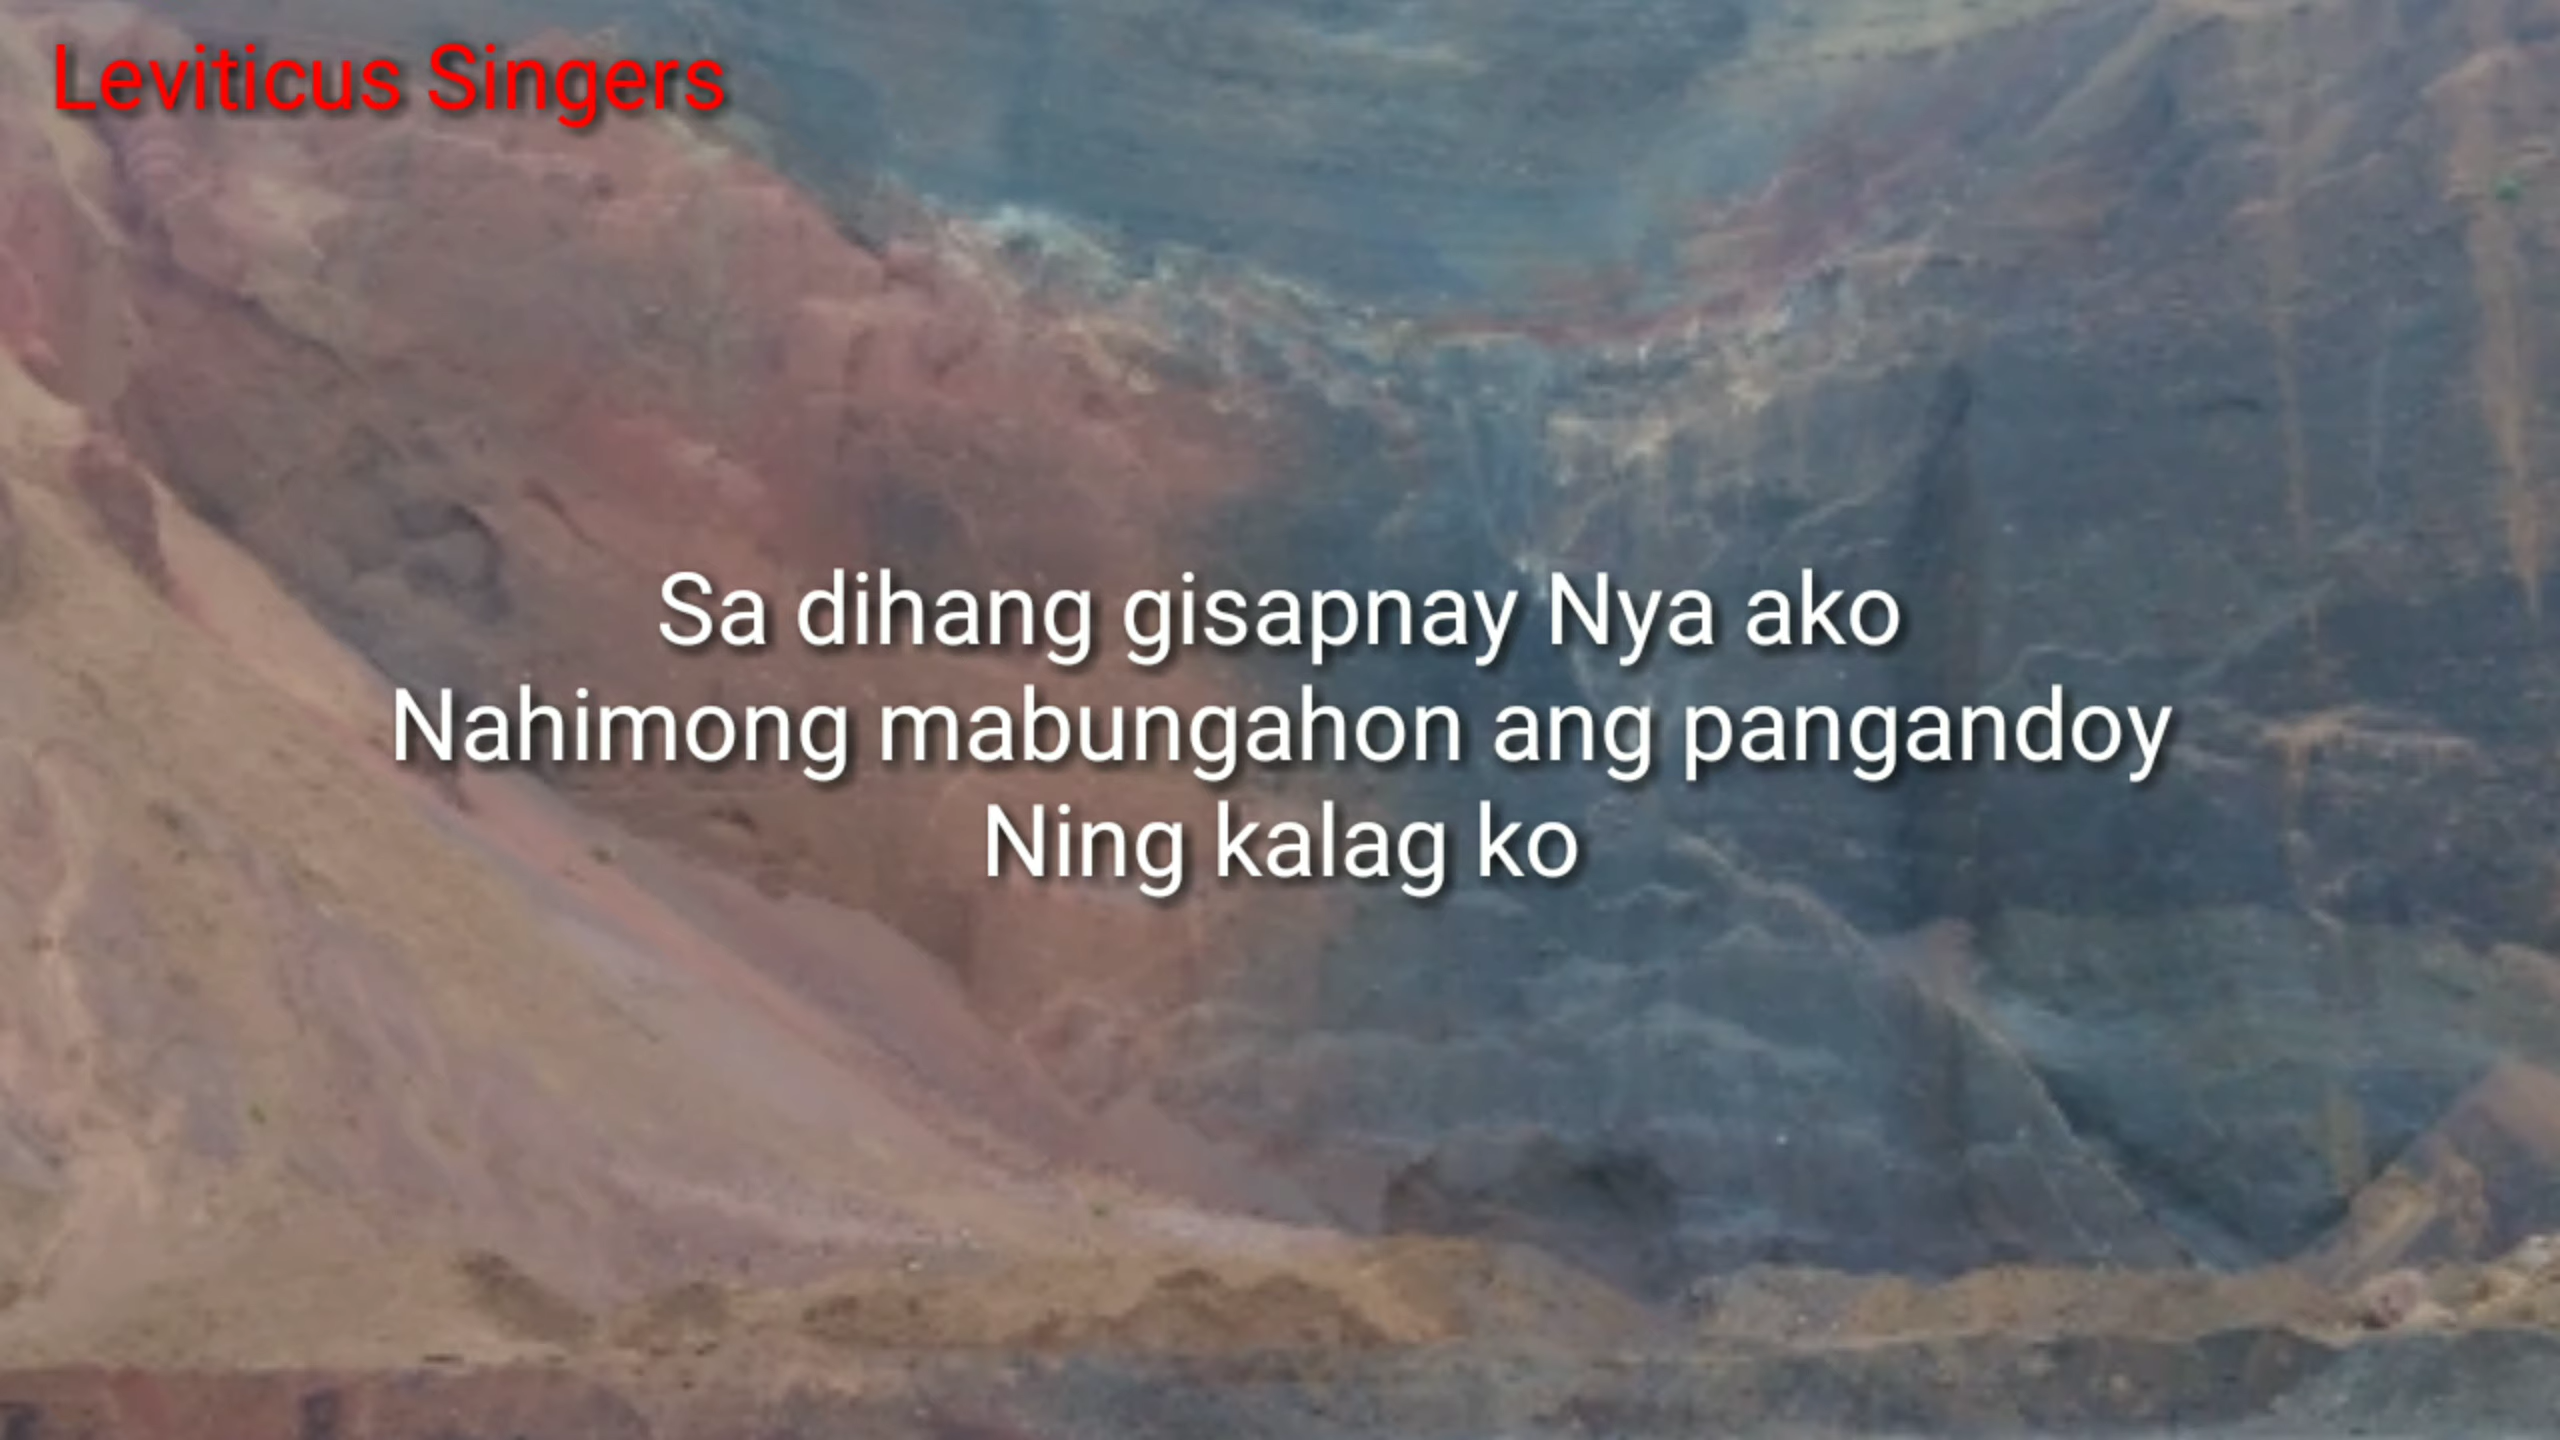 Leviticus Singers
Sa dihang gisapnay Nya ako
Nahimong mabungahon ang pangandoy
Ning kalag ko